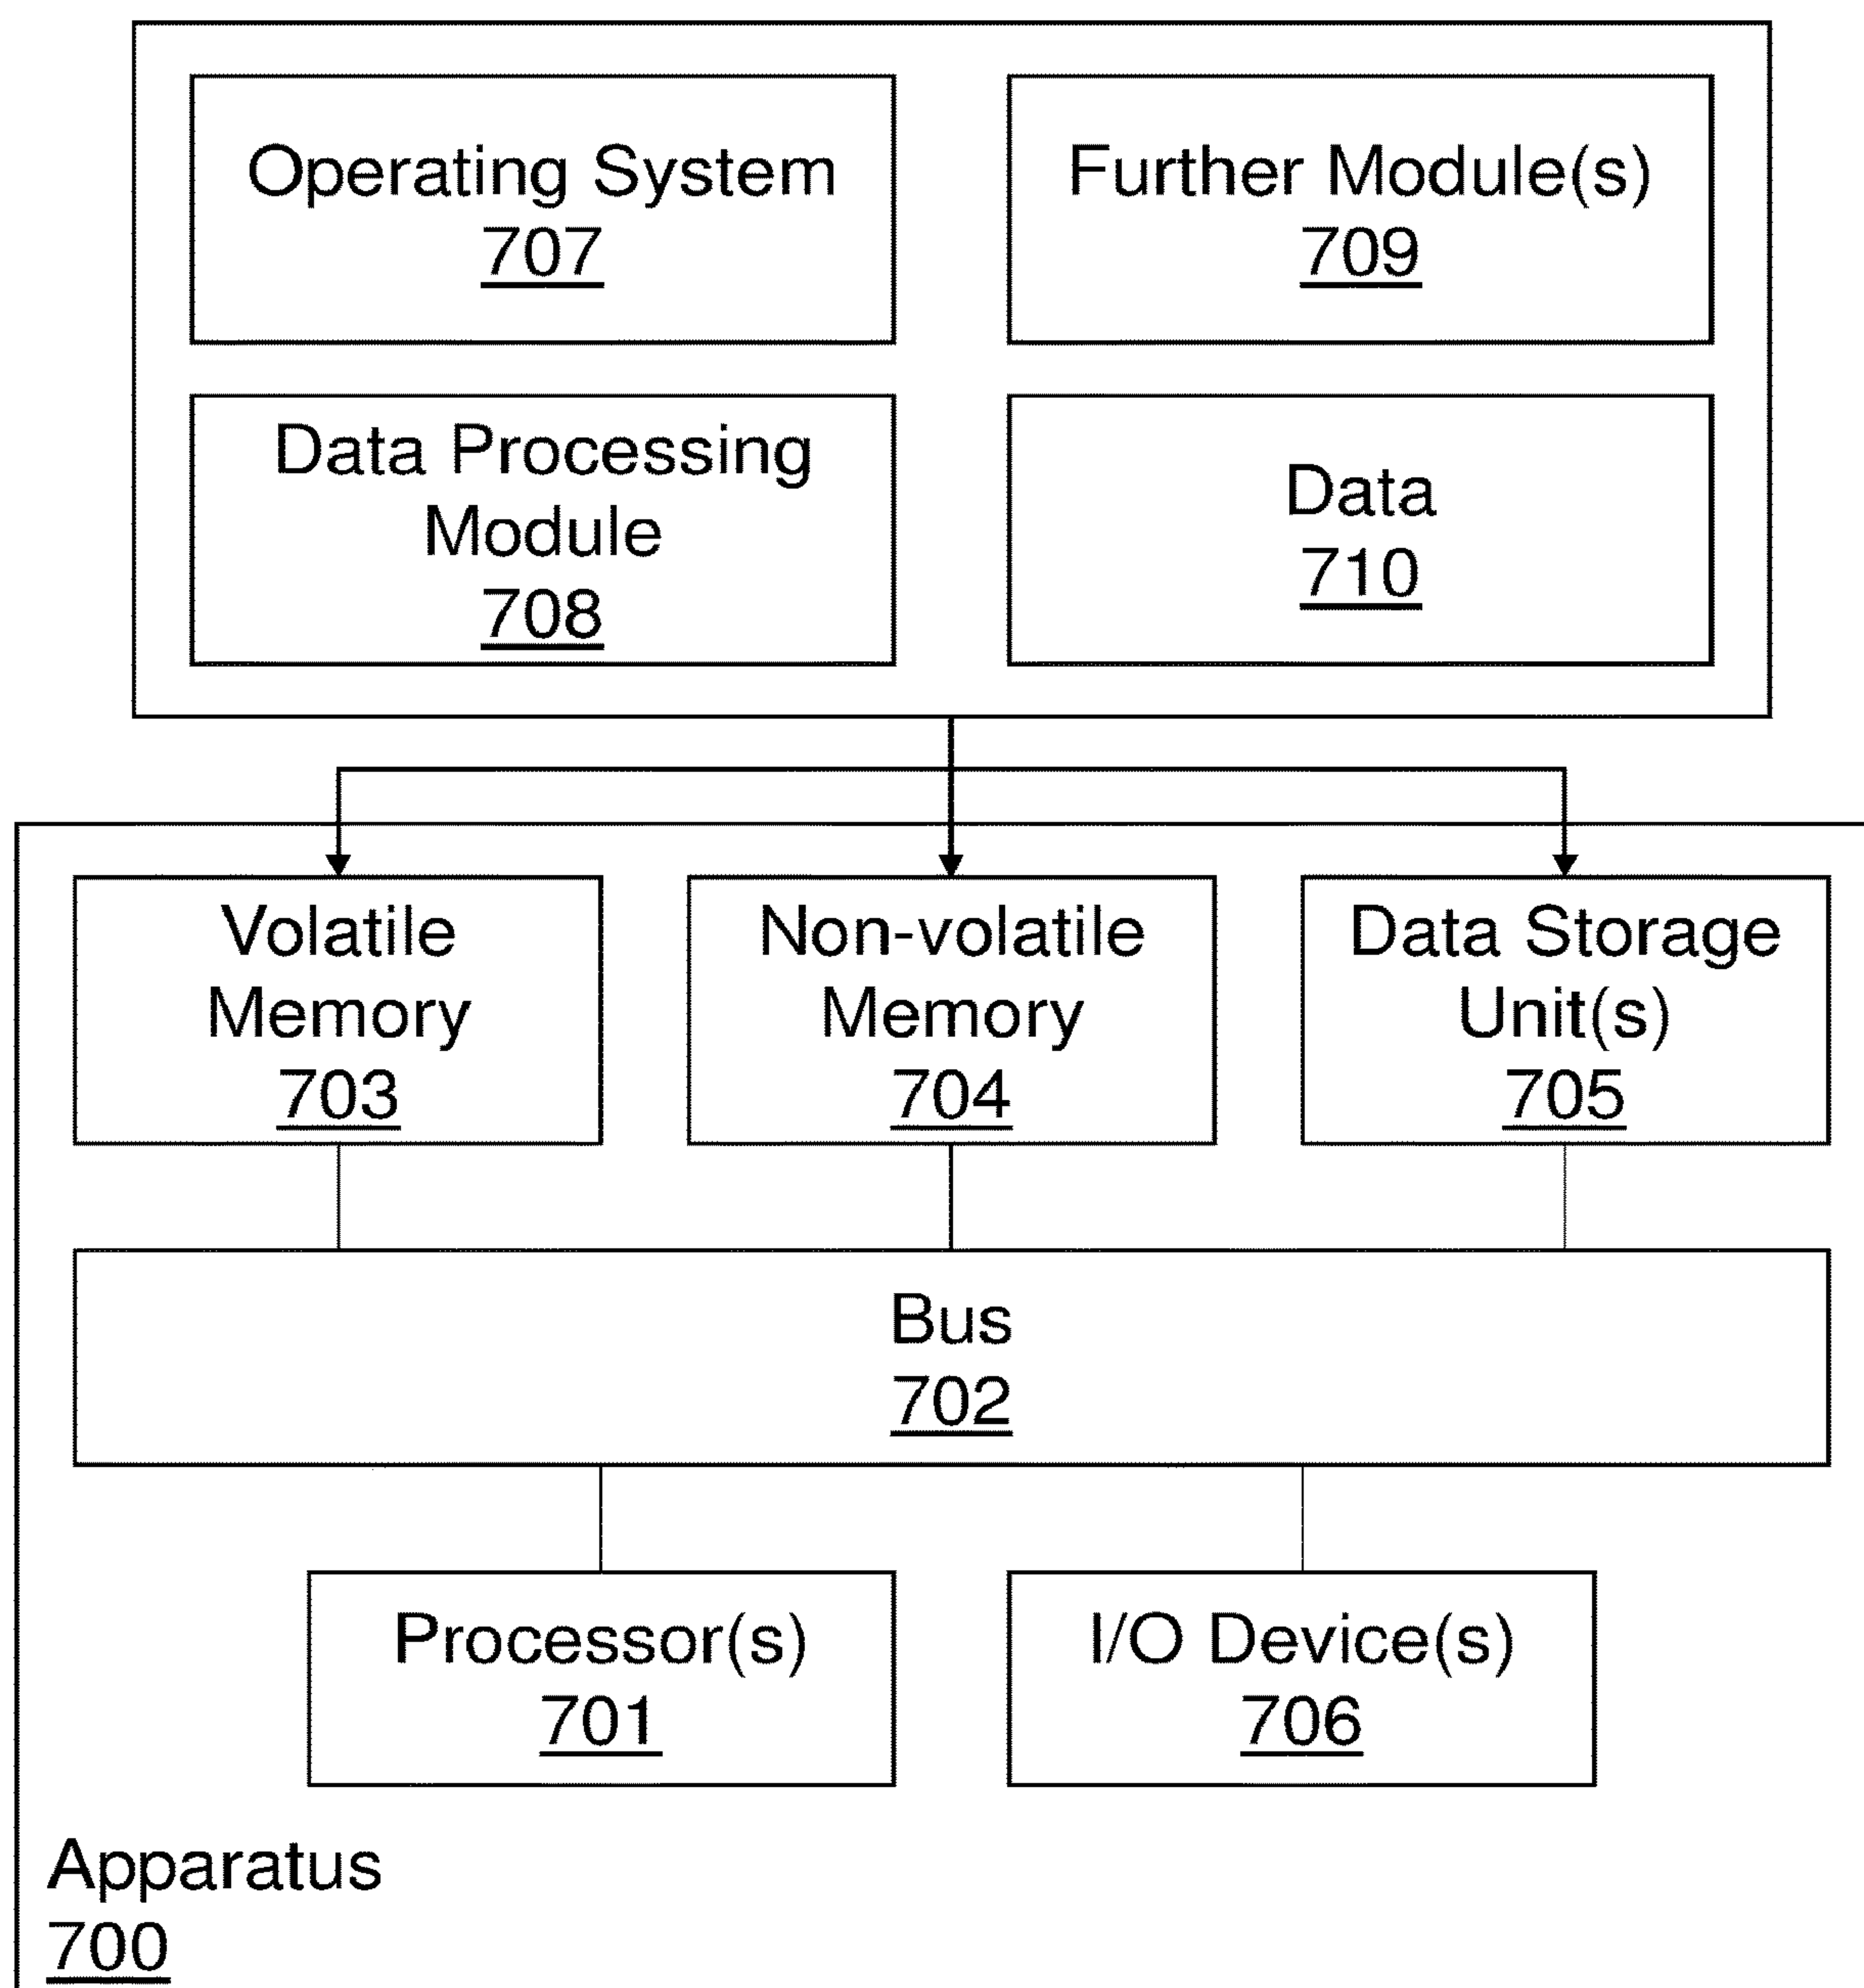 Operating System
707
Further Module(s)
709
Data Processing
Module
708
Data
710
Volatile
Memory
703
Non-volatile
Memory
704
Data Storage
Unit(s)
705
Bus
702
Processor(s)
701
I/O Device(s)
706
Apparatus
700